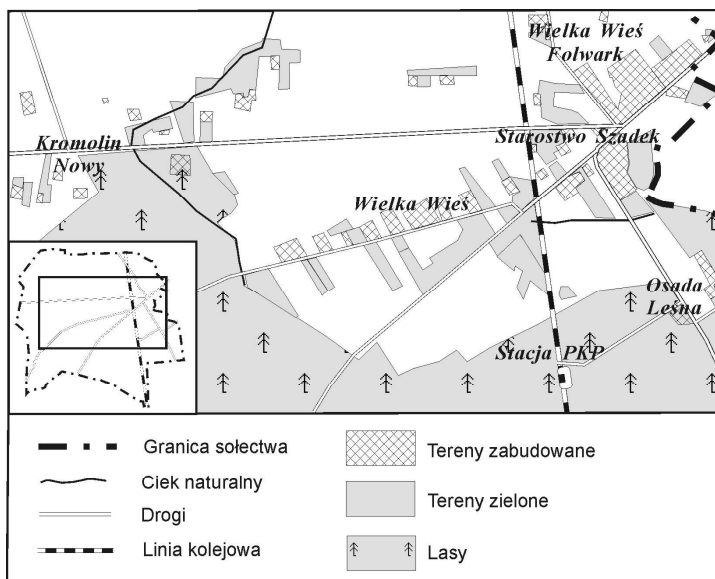 Wielka Wieś
Folwark
Kromolin
Nowy
Starostwo Szadek
Wielka Wieś
Osada
Leśna
Stacja PKP
Granica sołectwa
Ciek naturalny
Drogi
Linia kolejowa
Tereny zabudowane
Tereny zielone
Lasy